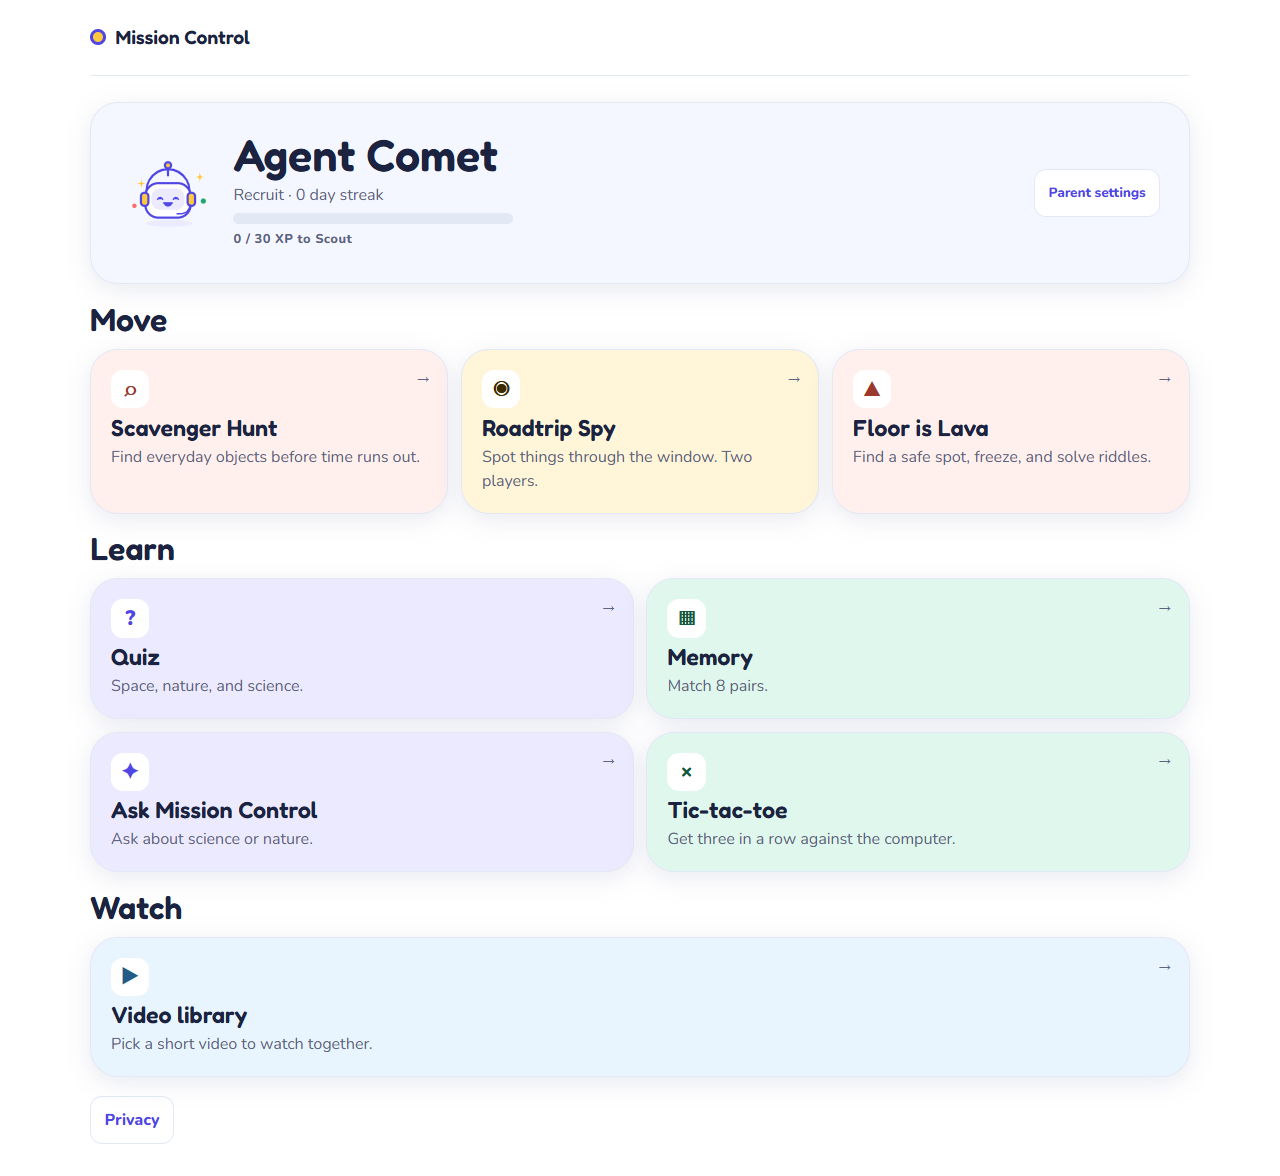 Mission Control
Agent Comet
Recruit · 0 day streak
0 / 30 XP to Scout
Parent settings
Move
→
Scavenger Hunt
Find everyday objects before time runs out.
→
Roadtrip Spy
Spot things through the window. Two
players.
→
Floor is Lava
Find a safe spot, freeze, and solve riddles.
Learn
? →
Quiz
Space, nature, and science.
→
Memory
Match 8 pairs.
→
Ask Mission Control
Ask about science or nature.
× →
Tic-tac-toe
Get three in a row against the computer.
Watch
→
Video library
Pick a short video to watch together.
Privacy